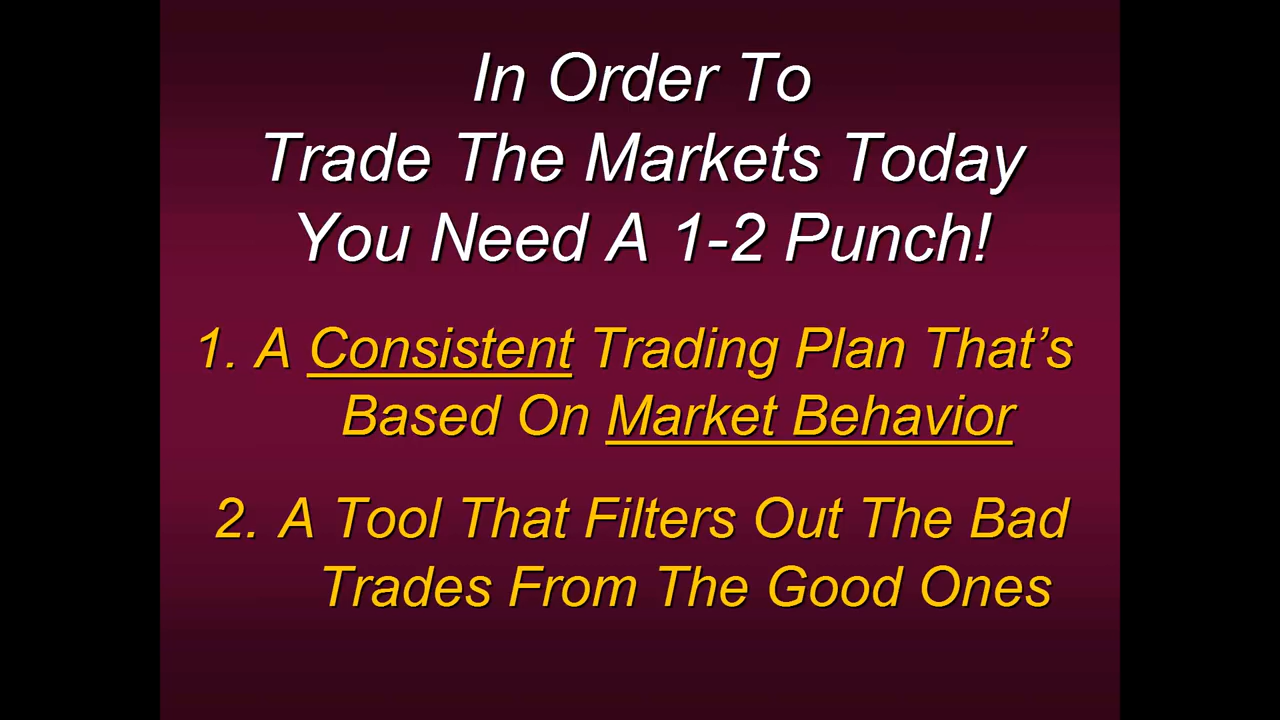 In Order To
Trade The Markets Today
You Need A 1-2 Punch!
1. A Consistent Trading Plan That’s
Based On Market Behavior
2. A Tool That Filters Out The Bad
Trades From The Good Ones